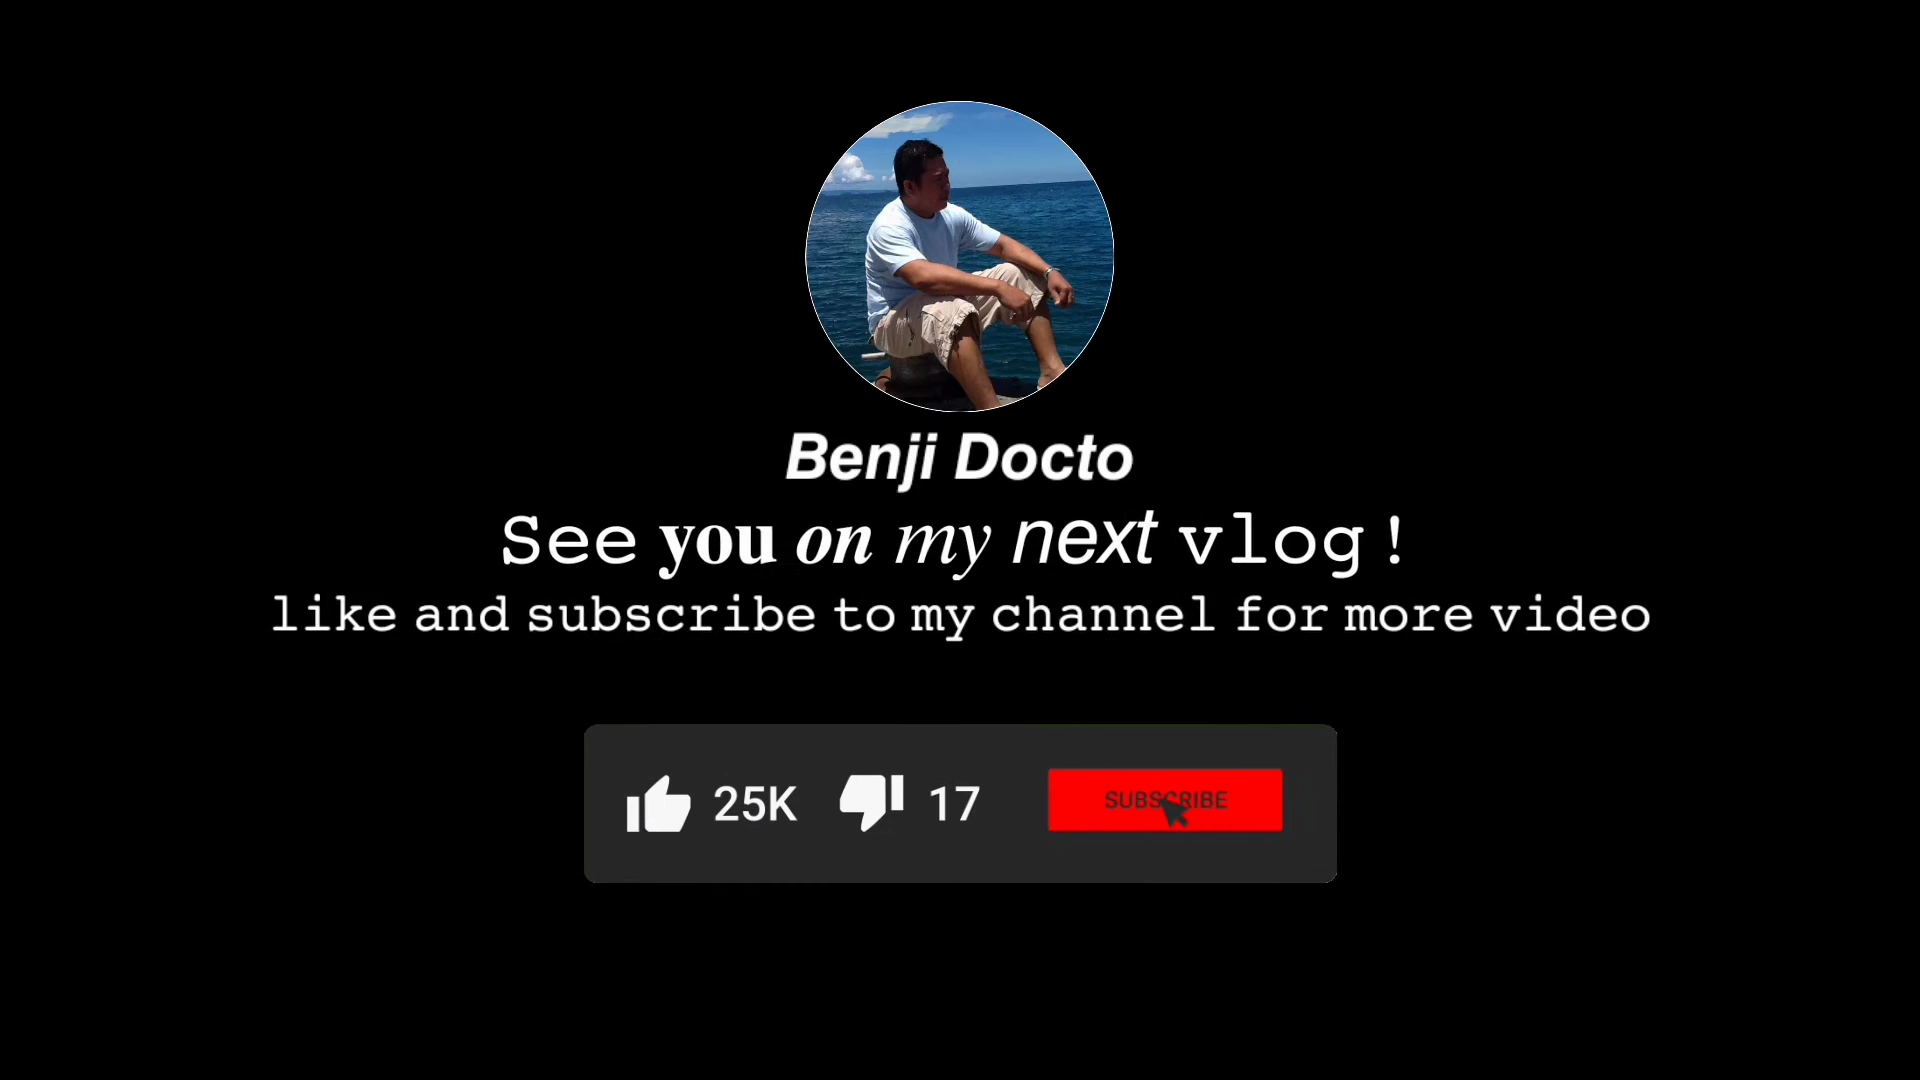 Benji Docto
See you on my next vlog!
like and subscribe to my channel for more video
25K 17 SUBSCRIBE